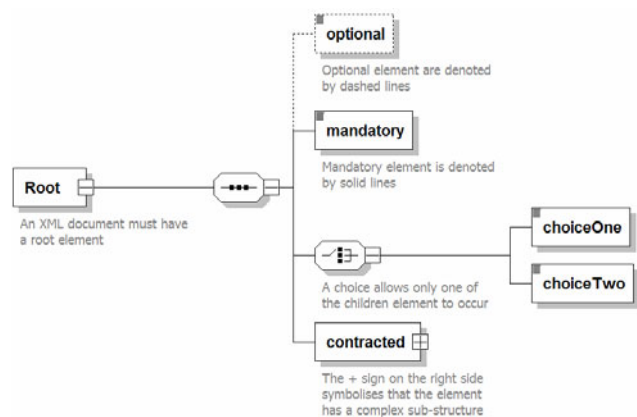 optional
Optional element are denoted
by dashed lines
mandatory
Mandatory element is denoted
by solid lines
Root
An XML document must have
a root element
choiceOne
A choice allows only one of
the children element to occur
choiceTwo
contracted
The + sign on the right side
symbolises that the element
has a complex sub-structure